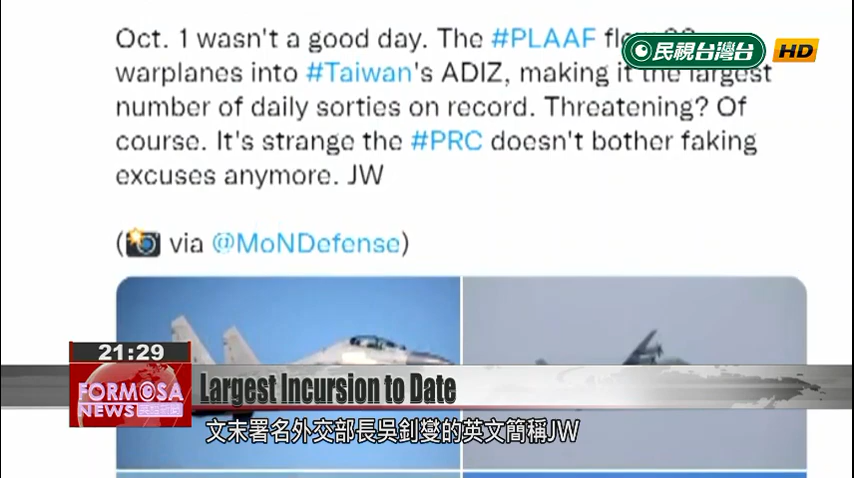 Oct. 1 wasn't a good day. The #PLAAF flew
民視台灣台
HD
warplanes into #Taiwan's ADIZ, making it the largest
number of daily sorties on record. Threatening? Of
course. It's strange the #PRC doesn't bother faking
excuses anymore. JW
( via @MoNDefense)
21:29
FORMOSA
NEWS
Largest Incursion to Date
文末署名外交部長吳釗燮的英文簡稱JW